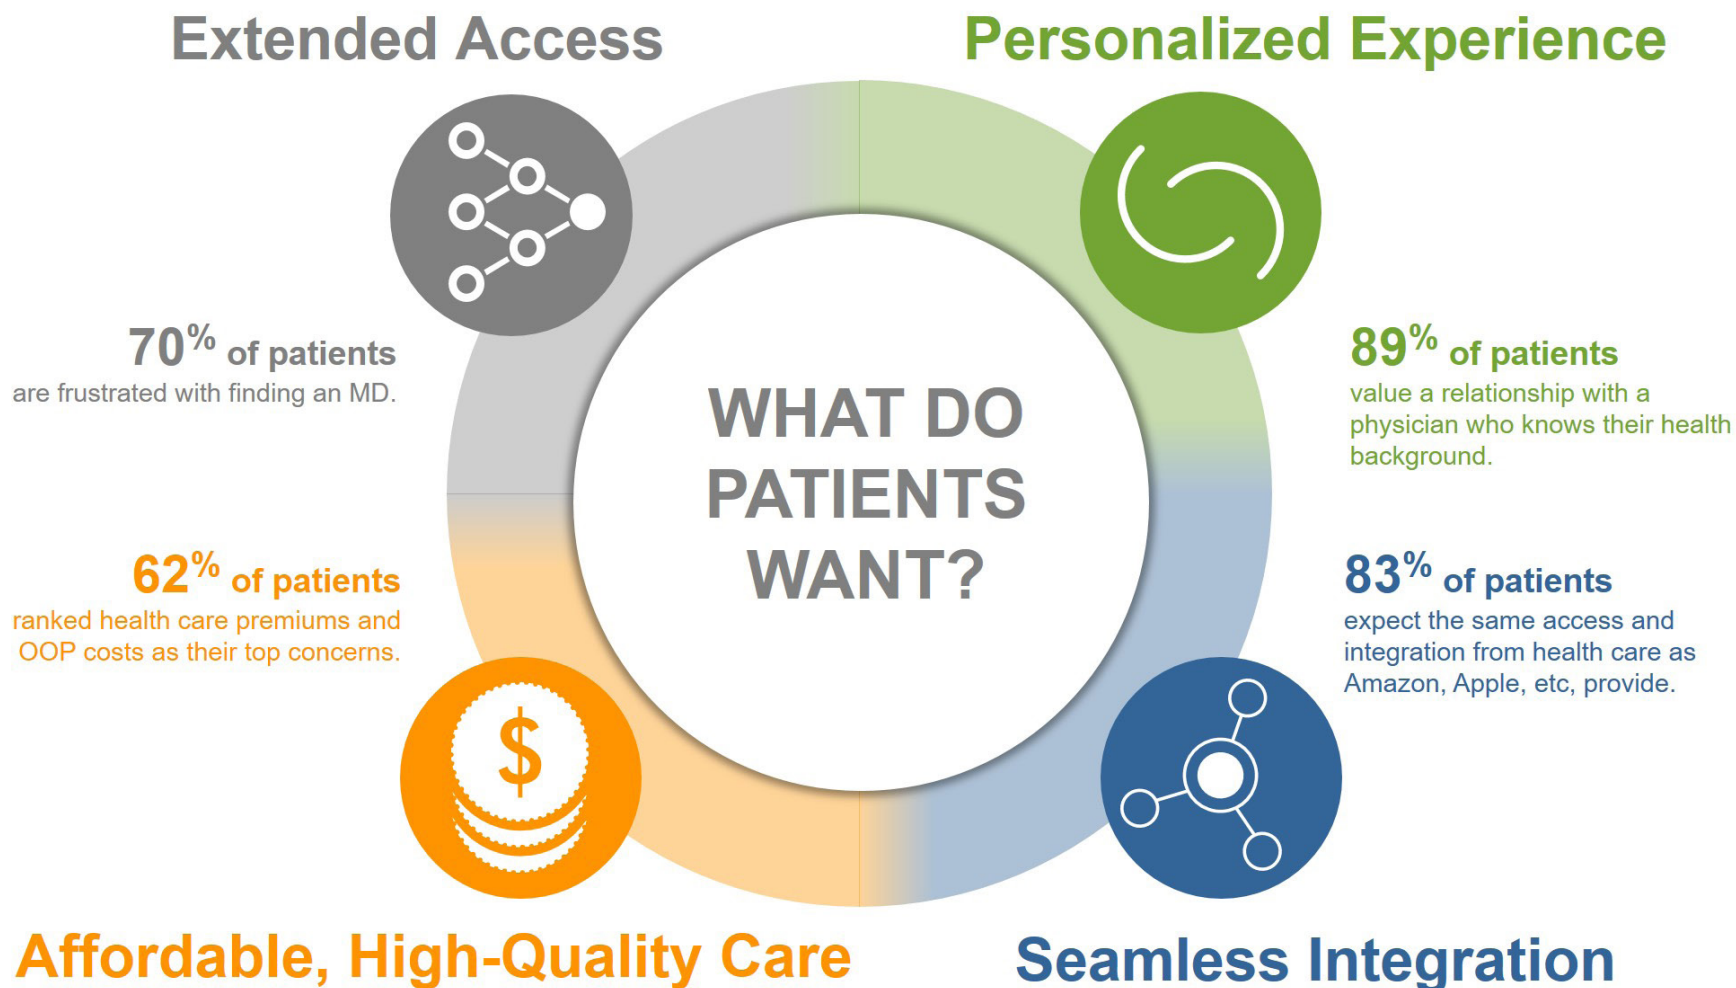 Extended Access
Personalized Experience
70% of patients
are frustrated with finding an MD.
89% of patients
value a relationship with a
physician who knows their health
background.
WHAT DO
PATIENTS
WANT?
62% of patients
ranked health care premiums and
OOP costs as their top concerns.
83% of patients
expect the same access and
integration from health care as
Amazon, Apple, etc, provide.
$
Affordable, High-Quality Care
Seamless Integration